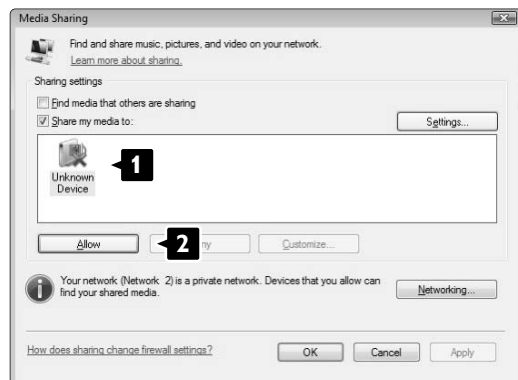 Media Sharing
Find and share music, pictures, and video on your network.
Learn more about sharing.
Sharing settings
Find media that others are sharing
Share my media to:
Settings...
1
Unknown
Device
Allow
2
ny
Customize...
Your network (Network 2) is a private network. Devices that you allow can
find your shared media.
Networking...
How does sharing change firewall settings?
OK
Cancel
Apply